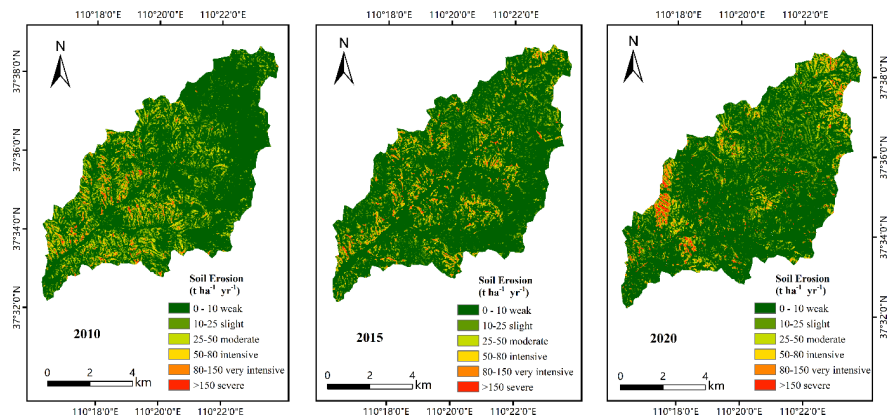 110°18'0"E 110°20'0"E 110°22'0"E
110°18'0"E 110°20'0"E 110°22'0"E
110°18'0"E 110°20'0"E 110°22'0"E
N
N
N
37°38'0"N
37°36'0"N
37°34'0"N
37°32'0"N
37°38'0"N
37°36'0"N
37°34'0"N
37°32'0"N
Soil Erosion
(t ha⁻¹ yr⁻¹)
0 - 10 weak
10-25 slight
25-50 moderate
50-80 intensive
80-150 very intensive
>150 severe
2010
0 2 4
km
Soil Erosion
(t ha⁻¹ yr⁻¹)
0 - 10 weak
10-25 slight
25-50 moderate
50-80 intensive
80-150 very intensive
>150 severe
2015
0 2 4
km
Soil Erosion
(t ha⁻¹ yr⁻¹)
0 - 10 weak
10-25 slight
25-50 moderate
50-80 intensive
80-150 very intensive
>150 severe
2020
0 2 4
km
110°18'0"E 110°20'0"E 110°22'0"E
110°18'0"E 110°20'0"E 110°22'0"E
110°18'0"E 110°20'0"E 110°22'0"E